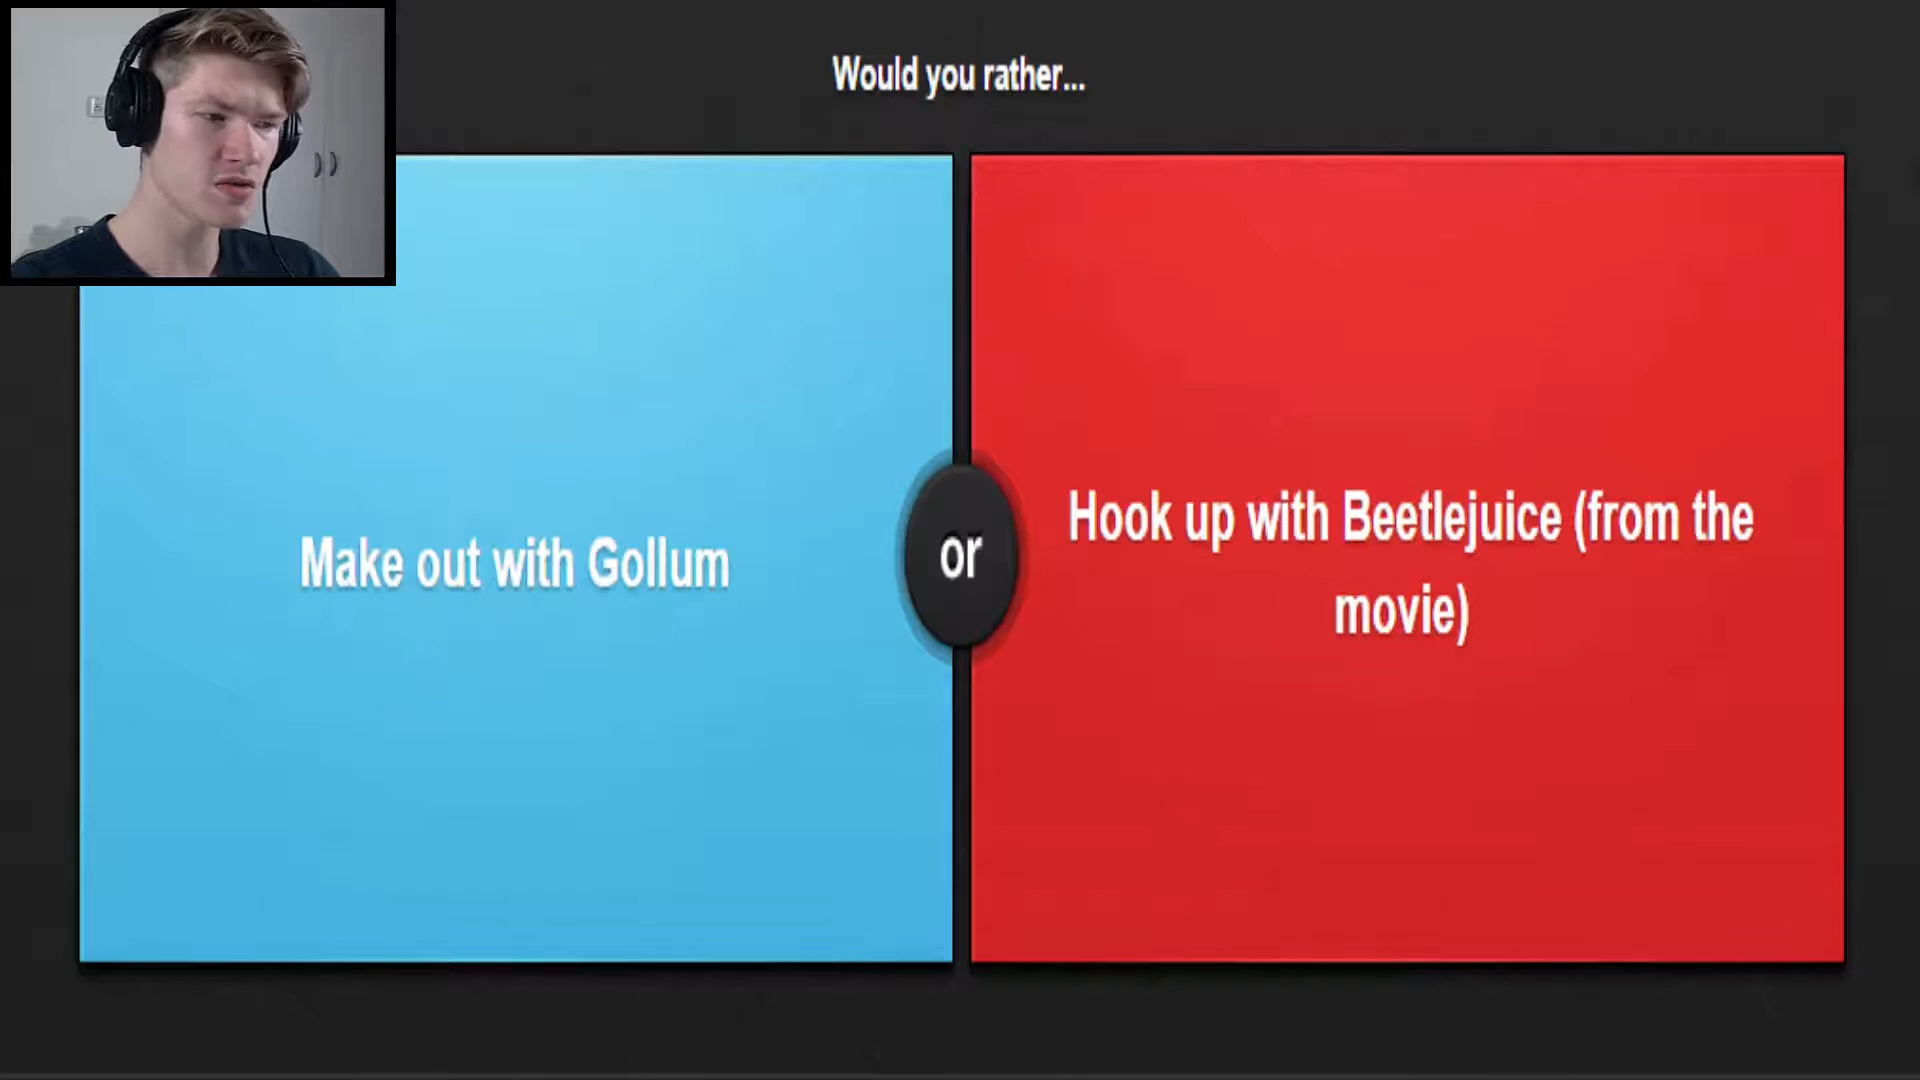 Would you rather...
Make out with Gollum
or
Hook up with Beetlejuice (from the
movie)